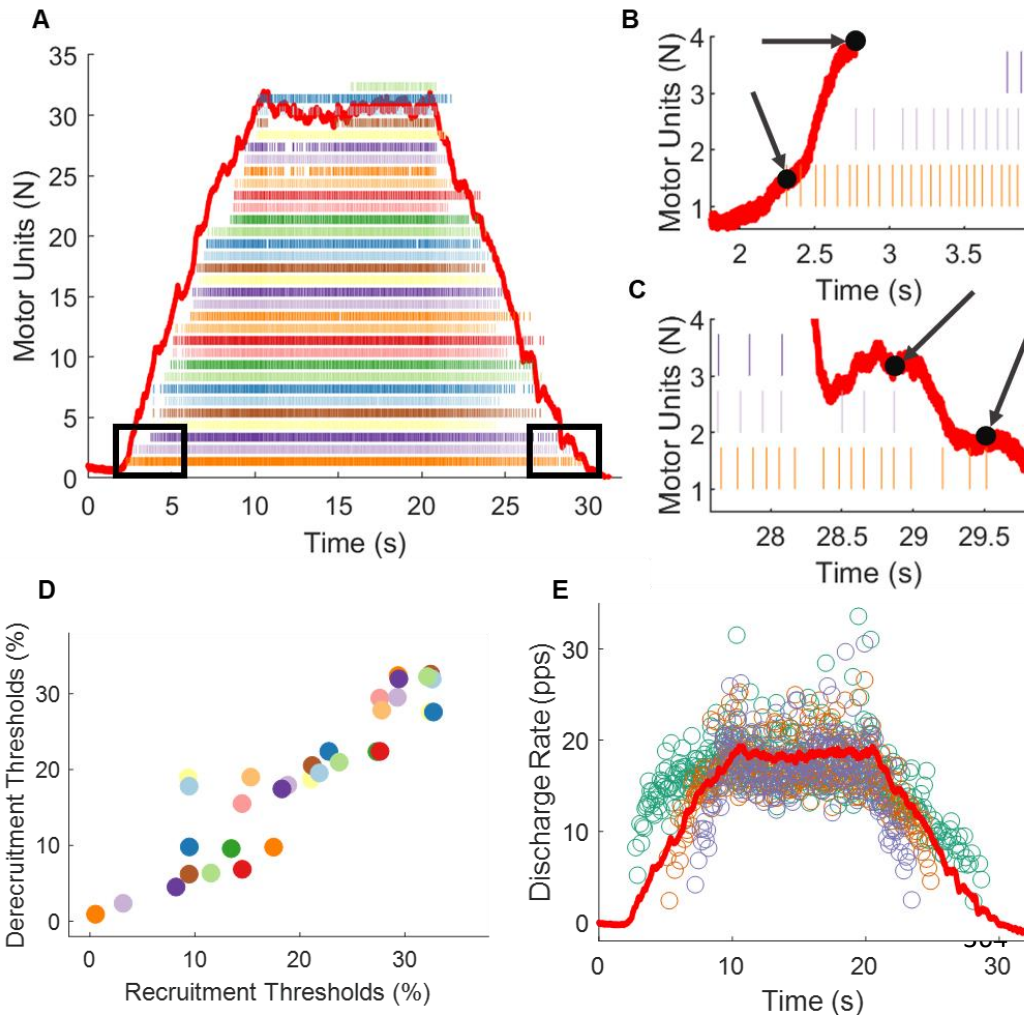 A
35
30
25
20
15
10
5
0
Motor Units (N)
0 5 10 15 20 25 30
Time (s)
B
4
3
2
1
Motor Units (N)
2 2.5 3 3.5
Time (s)
C
4
3
2
1
Motor Units (N)
28 28.5 29 29.5
Time (s)
D
30
20
10
0
Derecruitment Thresholds (%)
0 10 20 30
Recruitment Thresholds (%)
E
30
20
10
0
Discharge Rate (pps)
0 10 20 30
Time (s)